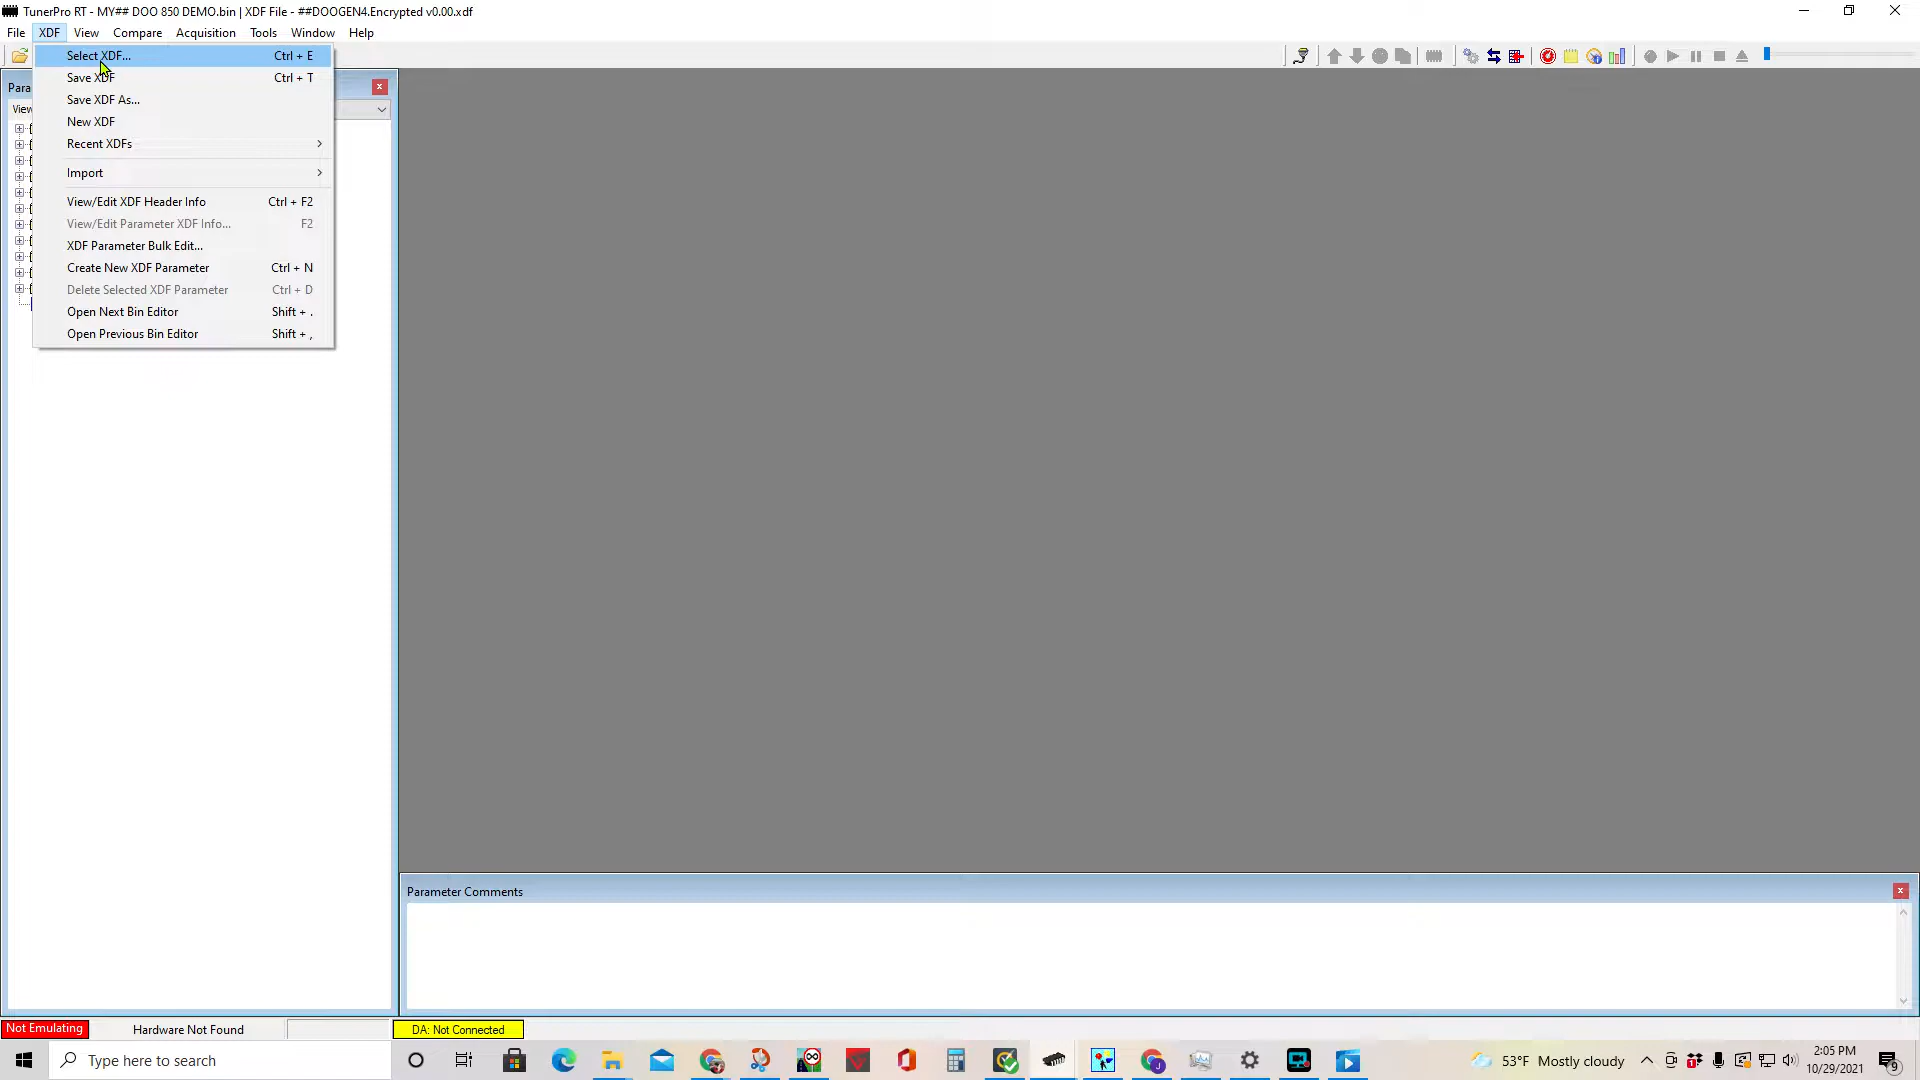 TunerPro RT - MY## DOO 850 DEMO.bin | XDF File - ##DOOGEN4.Encrypted v0.00.xdf
File XDF View Compare Acquisition Tools Window Help
Select XDF... Ctrl + E
Save XDF Ctrl + T
Save XDF As...
New XDF
Recent XDFs
Import
View/Edit XDF Header Info Ctrl + F2
View/Edit Parameter XDF Info... F2
XDF Parameter Bulk Edit...
Create New XDF Parameter Ctrl + N
Delete Selected XDF Parameter Ctrl + D
Open Next Bin Editor Shift + .
Open Previous Bin Editor Shift + ,
Para
View
Parameter Comments
Not Emulating Hardware Not Found DA: Not Connected
Type here to search
53°F Mostly cloudy
2:05 PM
10/29/2021
9